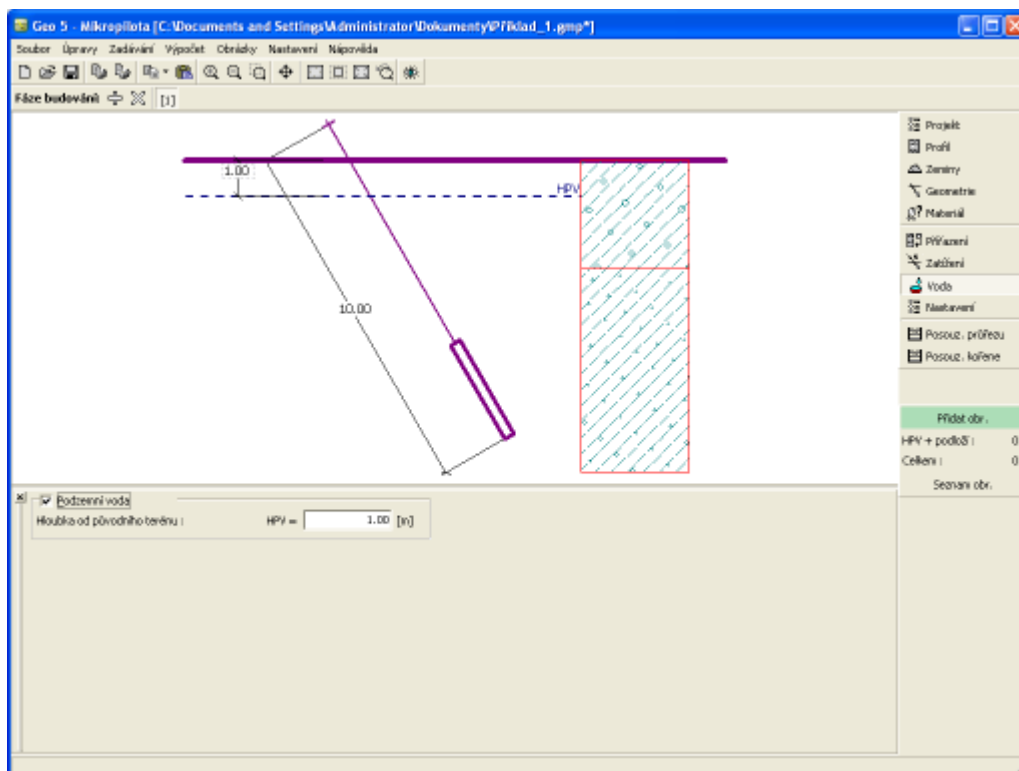 Geo 5 - Mikropilota [C:\Documents and Settings\Administrator\Dokumenty\Příklad_1.gmp*]
Soubor Úpravy Zadávání Výpočet Obrázky Nastavení Nápověda
Fáze budování: [1]
1.00
HPV
10.00
Projekt
Profil
Zeminy
Geometrie
Materiál
Přiřazení
Zatížení
Voda
Nastavení
Posouz. průřezu
Posouz. kořene
Přidat obr.
HPV + podloží : 0
Celkem : 0
Seznam obr.
Podzemní voda
Hloubka od původního terénu : HPV = 1.00 [m]